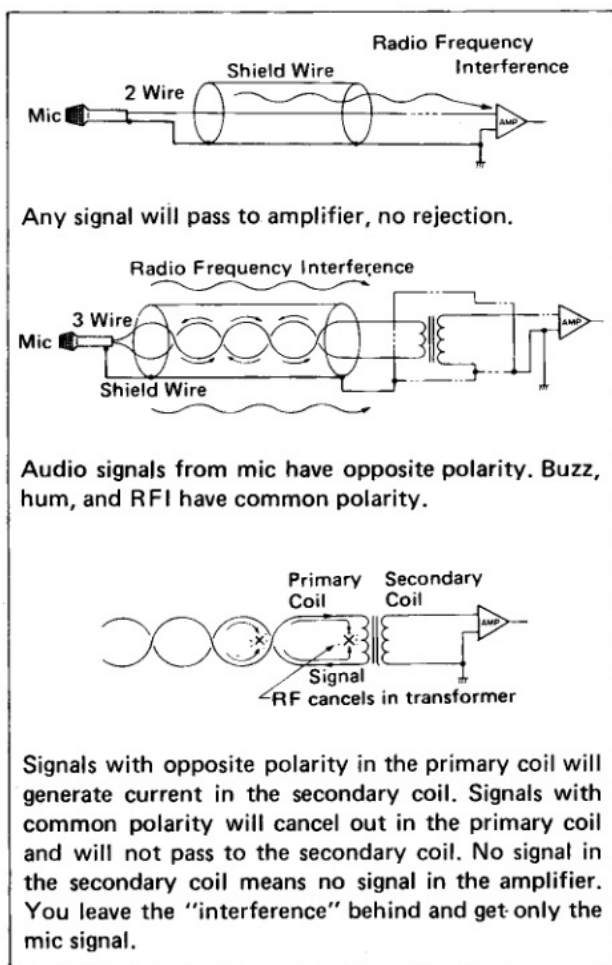 Radio Frequency
Interference
Shield Wire
2 Wire
Mic
AMP
Any signal will pass to amplifier, no rejection.
Radio Frequency Interference
3 Wire
Mic
AMP
Shield Wire
Audio signals from mic have opposite polarity. Buzz,
hum, and RFI have common polarity.
Primary Secondary
Coil Coil
AMP
Signal
RF cancels in transformer
Signals with opposite polarity in the primary coil will
generate current in the secondary coil. Signals with
common polarity will cancel out in the primary coil
and will not pass to the secondary coil. No signal in
the secondary coil means no signal in the amplifier.
You leave the "interference" behind and get only the
mic signal.